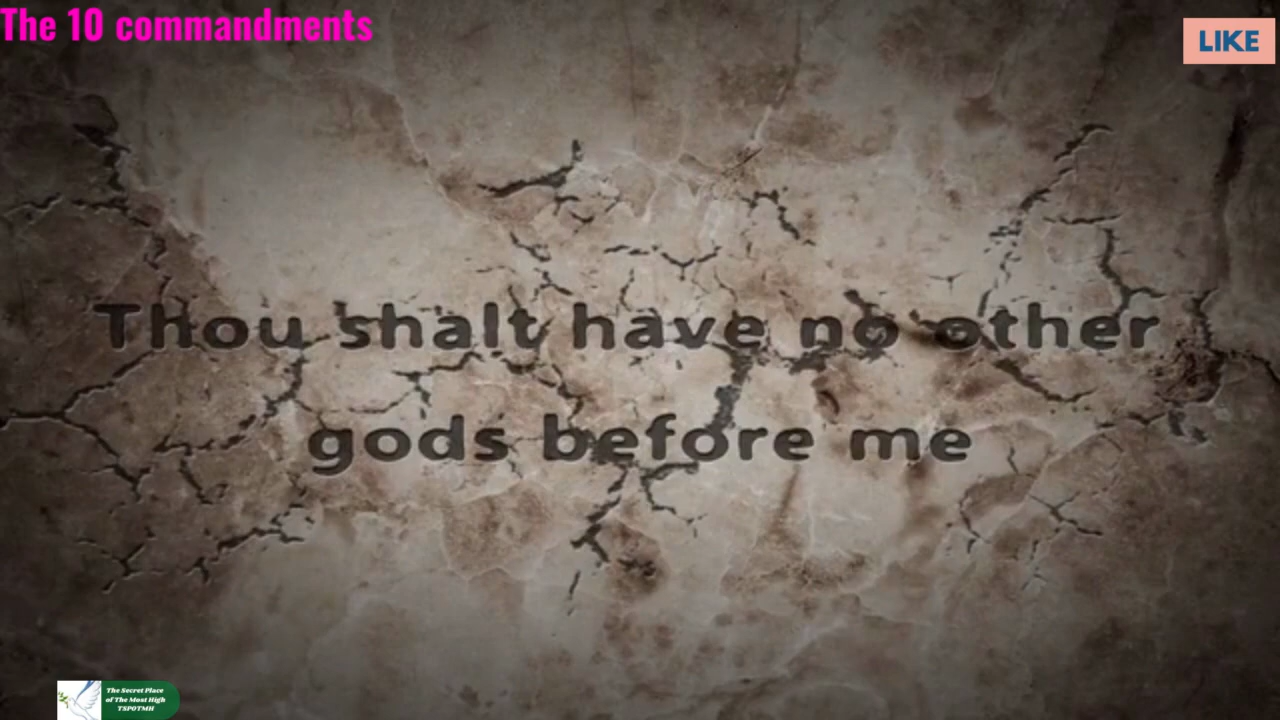 The 10 commandments
LIKE
Thou shalt have no other
gods before me
The Secret Place
of The Most High
TSPOTMH